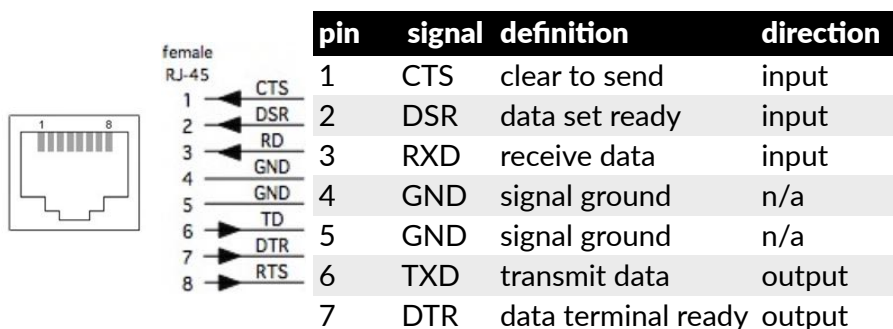 female
RJ-45
1 CTS
2 DSR
3 RD
4 GND
5 GND
6 TD
7 DTR
8 RTS
1 8
pin signal definition direction
1 CTS clear to send input
2 DSR data set ready input
3 RXD receive data input
4 GND signal ground n/a
5 GND signal ground n/a
6 TXD transmit data output
7 DTR data terminal ready output